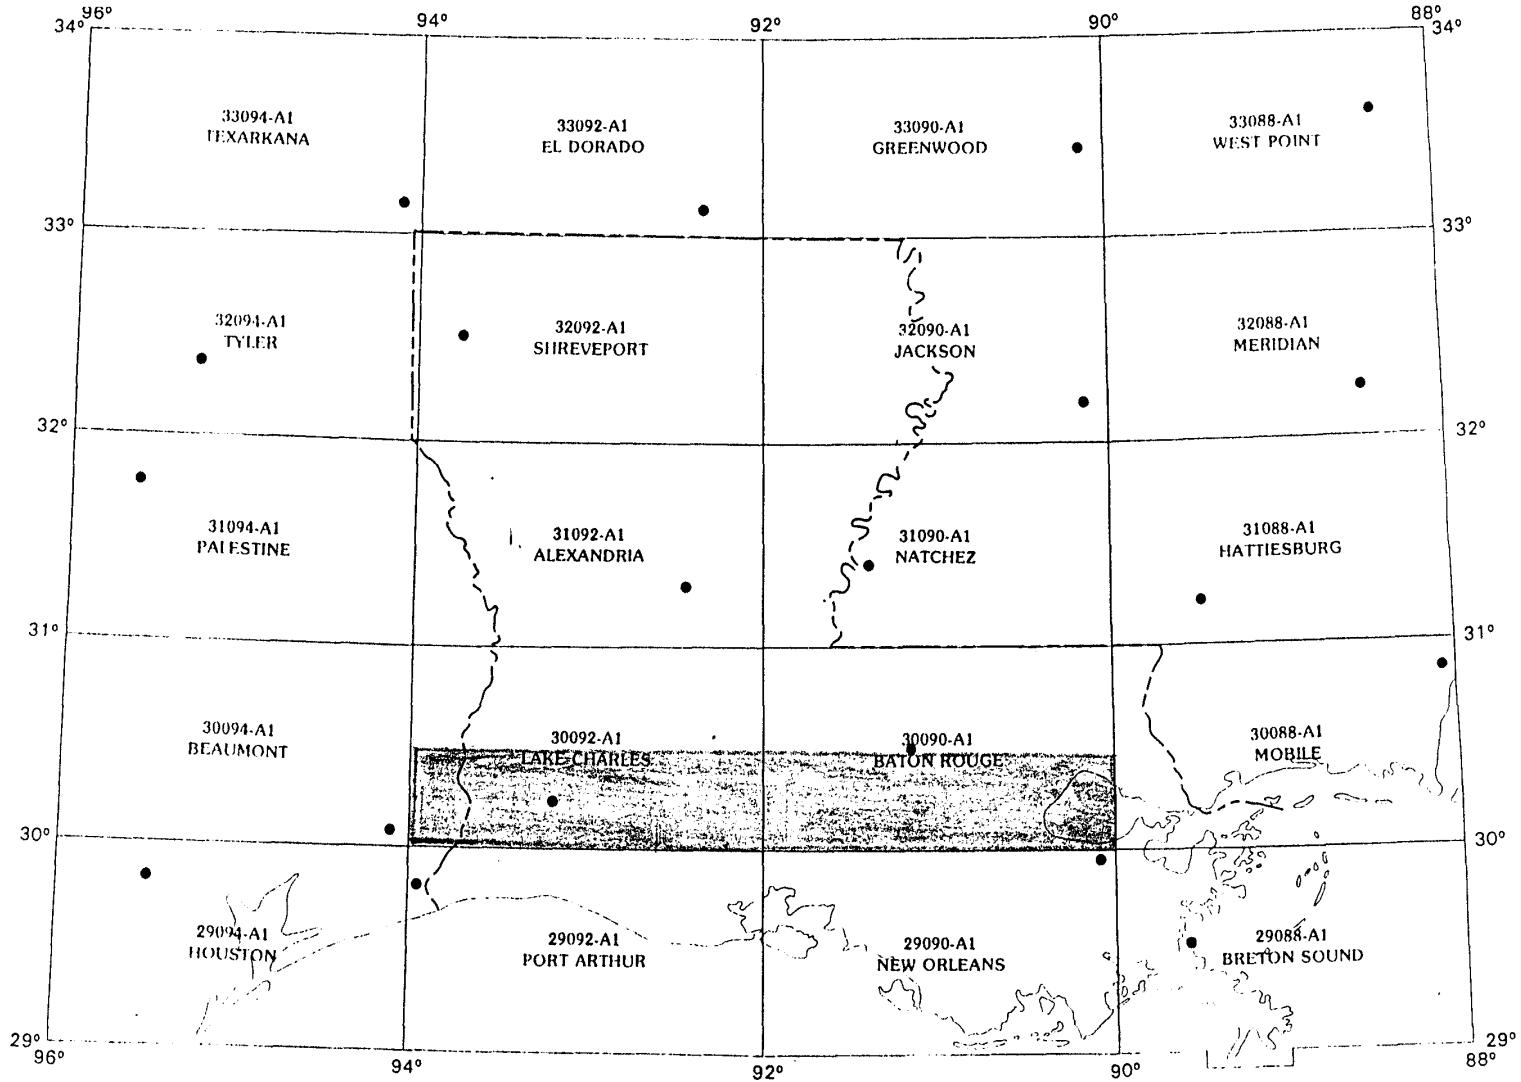 96° 94° 92° 90° 88°
34° 34°
33094-A1
TEXARKANA
33092-A1
EL DORADO
33090-A1
GREENWOOD
33088-A1
WEST POINT
33° 33°
32094-A1
TYLER
32092-A1
SHREVEPORT
32090-A1
JACKSON
32088-A1
MERIDIAN
32° 32°
31094-A1
PALESTINE
31092-A1
ALEXANDRIA
31090-A1
NATCHEZ
31088-A1
HATTIESBURG
31° 31°
30094-A1
BEAUMONT
30092-A1
LAKE CHARLES
30090-A1
BATON ROUGE
30088-A1
MOBILE
30° 30°
29094-A1
HOUSTON
29092-A1
PORT ARTHUR
29090-A1
NEW ORLEANS
29088-A1
BRETON SOUND
29° 29°
96° 94° 92° 90° 88°